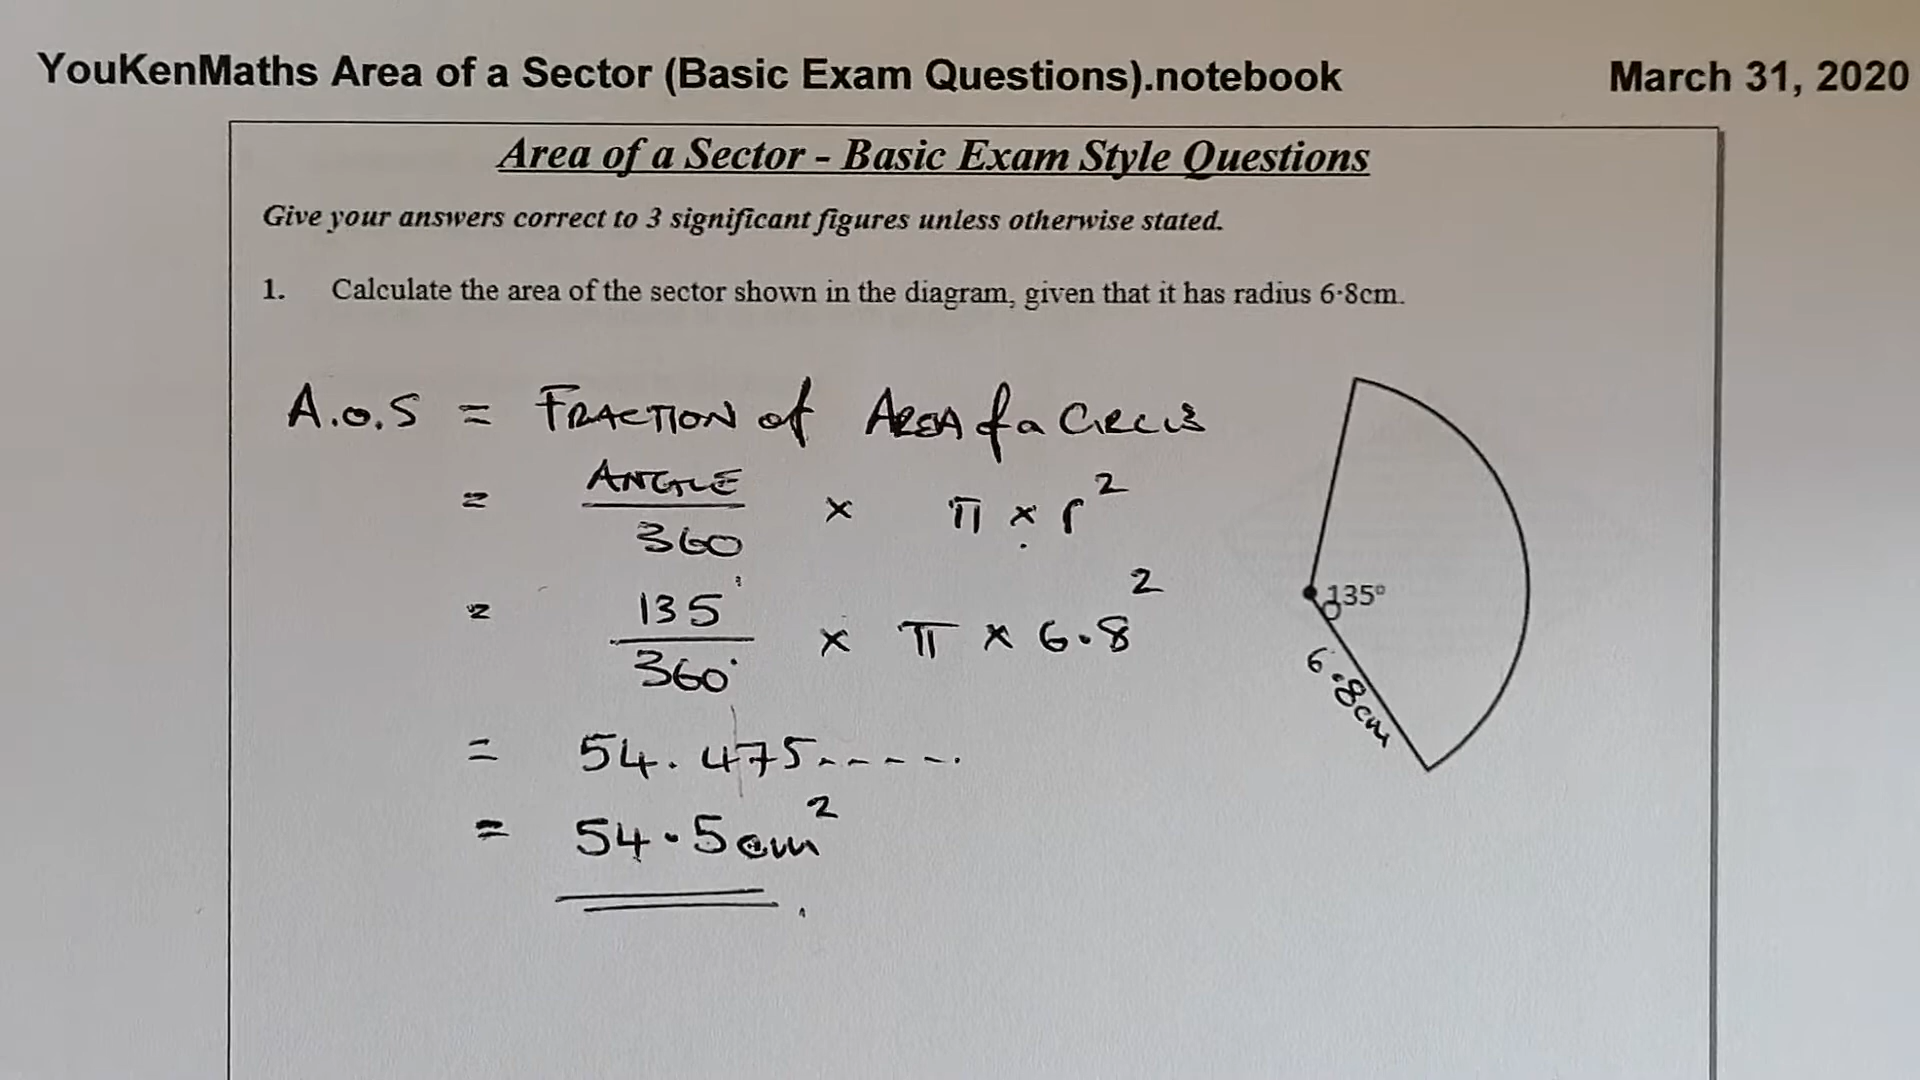 YouKenMaths Area of a Sector (Basic Exam Questions).notebook March 31, 2020
Area of a Sector - Basic Exam Style Questions
Give your answers correct to 3 significant figures unless otherwise stated.
1. Calculate the area of the sector shown in the diagram, given that it has radius 6·8cm.
A.O.S = FRACTION of AREA of a CIRCLE
= ANGLE/360 × π × r²
= 135/360 × π × 6.8²
= 54.475.....
= 54.5cm²
135°
6.8cm